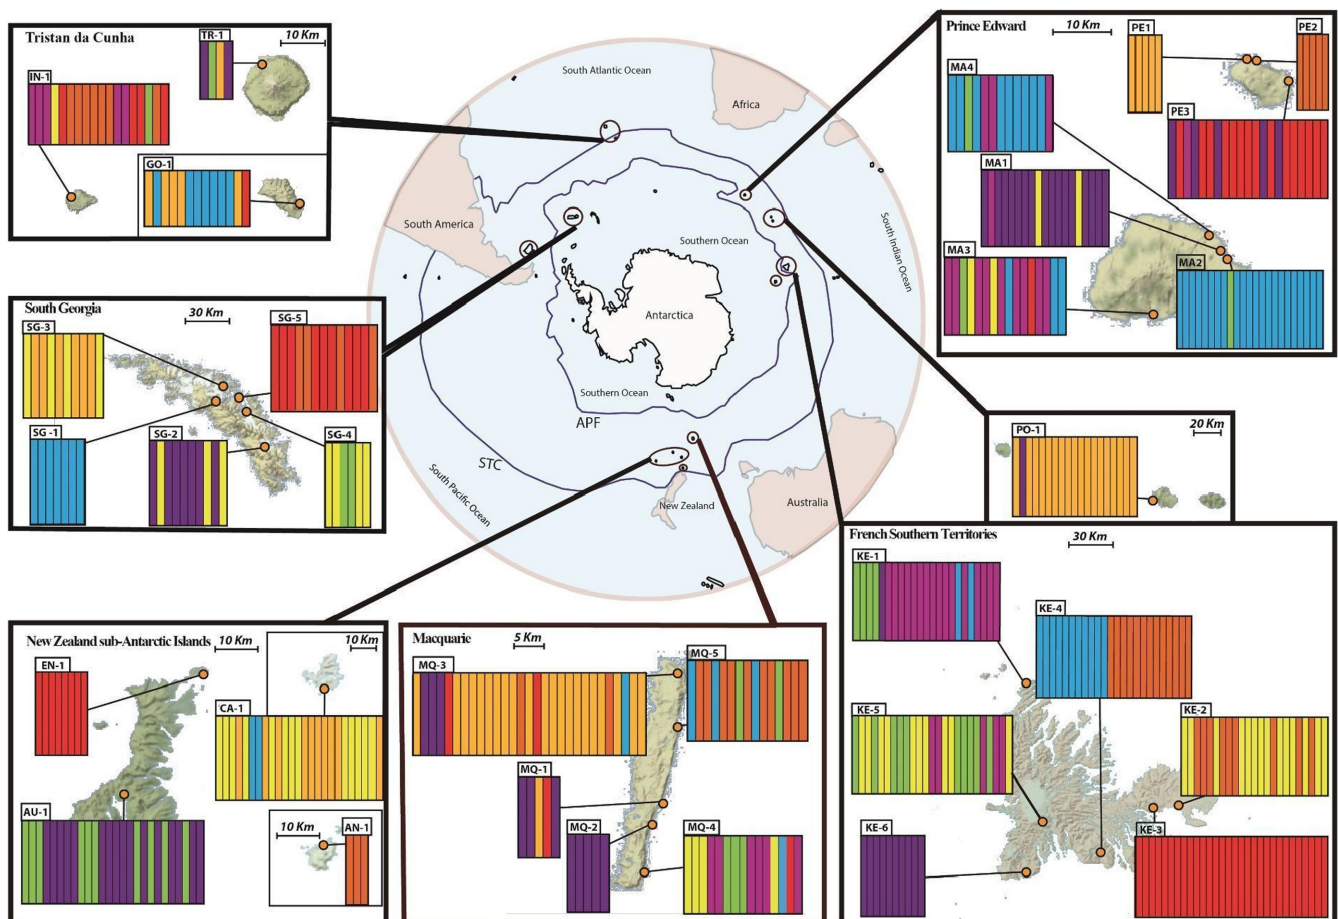 Tristan da Cunha
TR-1
10 Km
IN-1
GO-1
South Georgia
30 Km
SG-3
SG-5
SG -1
SG-2
SG-4
South Atlantic Ocean
Africa
South America
Southern Ocean
South Indian Ocean
Antarctica
Southern Ocean
APF
STC
South Pacific Ocean
New Zealand
Australia
Prince Edward
10 Km
PE1
PE2
MA4
PE3
MA1
MA3
MA2
PO-1
20 Km
French Southern Territories
30 Km
KE-1
KE-4
KE-5
KE-2
KE-6
KE-3
New Zealand sub-Antarctic Islands
10 Km
10 Km
EN-1
CA-1
AU-1
10 Km
AN-1
Macquarie
5 Km
MQ-3
MQ-5
MQ-1
MQ-2
MQ-4